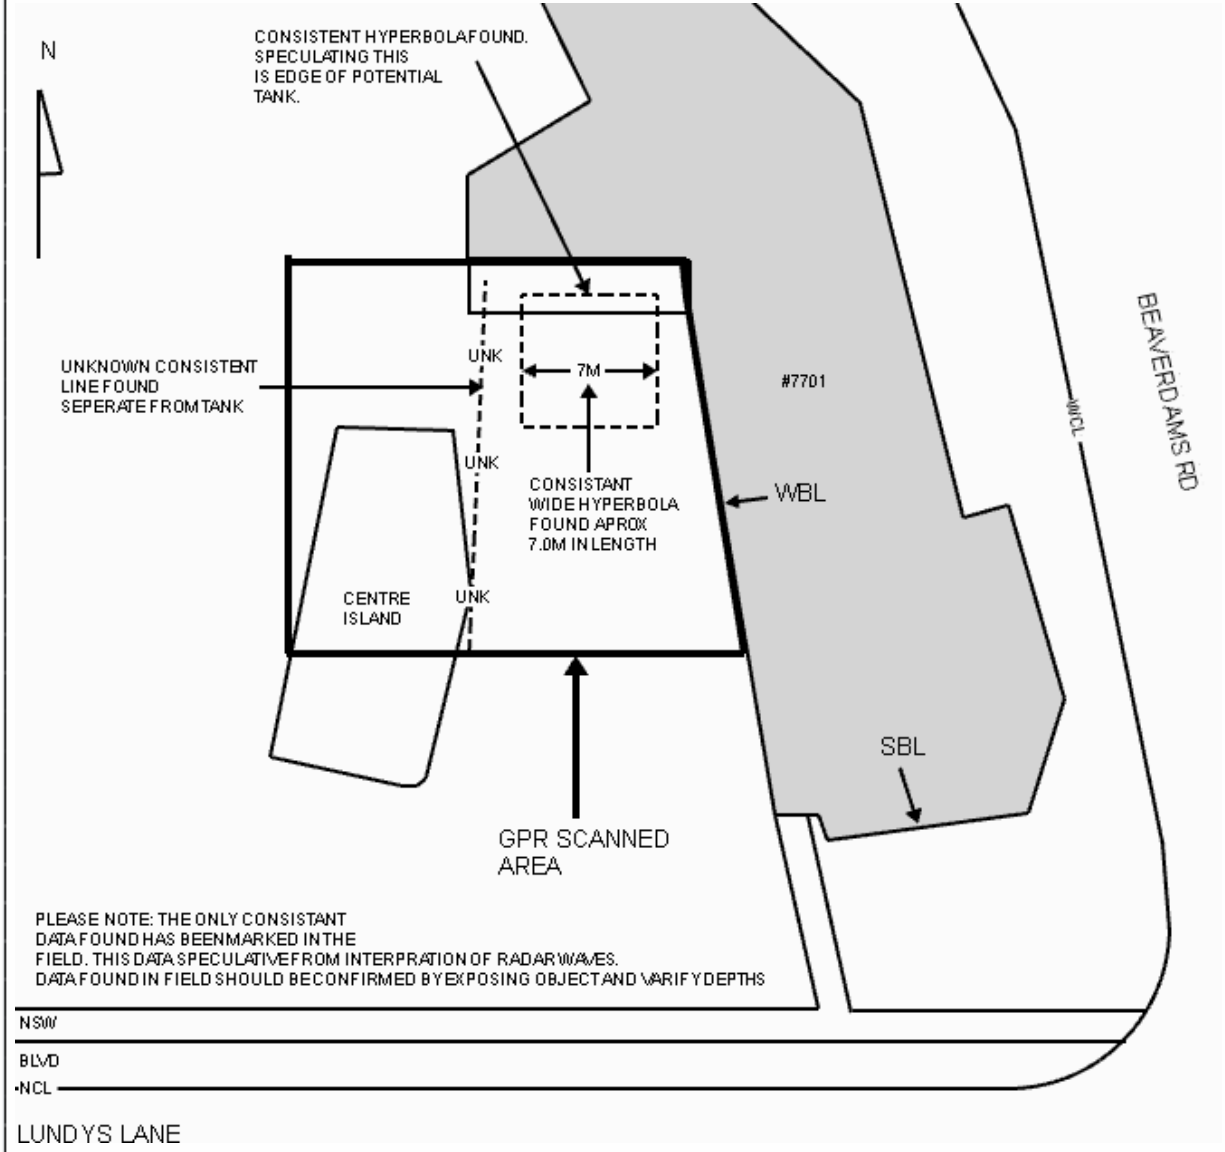 N
CONSISTENT HYPERBOLA FOUND.
SPECULATING THIS
IS EDGE OF POTENTIAL
TANK.
UNKNOWN CONSISTENT
LINE FOUND
SEPERATE FROM TANK
UNK
7M
#7701
BEAVERDAMS RD
WCL
UNK
CONSISTANT
WIDE HYPERBOLA
FOUND APROX
7.0M IN LENGTH
WBL
CENTRE
ISLAND
UNK
SBL
GPR SCANNED
AREA
PLEASE NOTE: THE ONLY CONSISTANT
DATA FOUND HAS BEEN MARKED IN THE
FIELD. THIS DATA SPECULATIVE FROM INTERPRATION OF RADAR WAVES.
DATA FOUND IN FIELD SHOULD BE CONFIRMED BY EXPOSING OBJECT AND VARIFY DEPTHS
NSW
BLVD
NCL
LUNDYS LANE